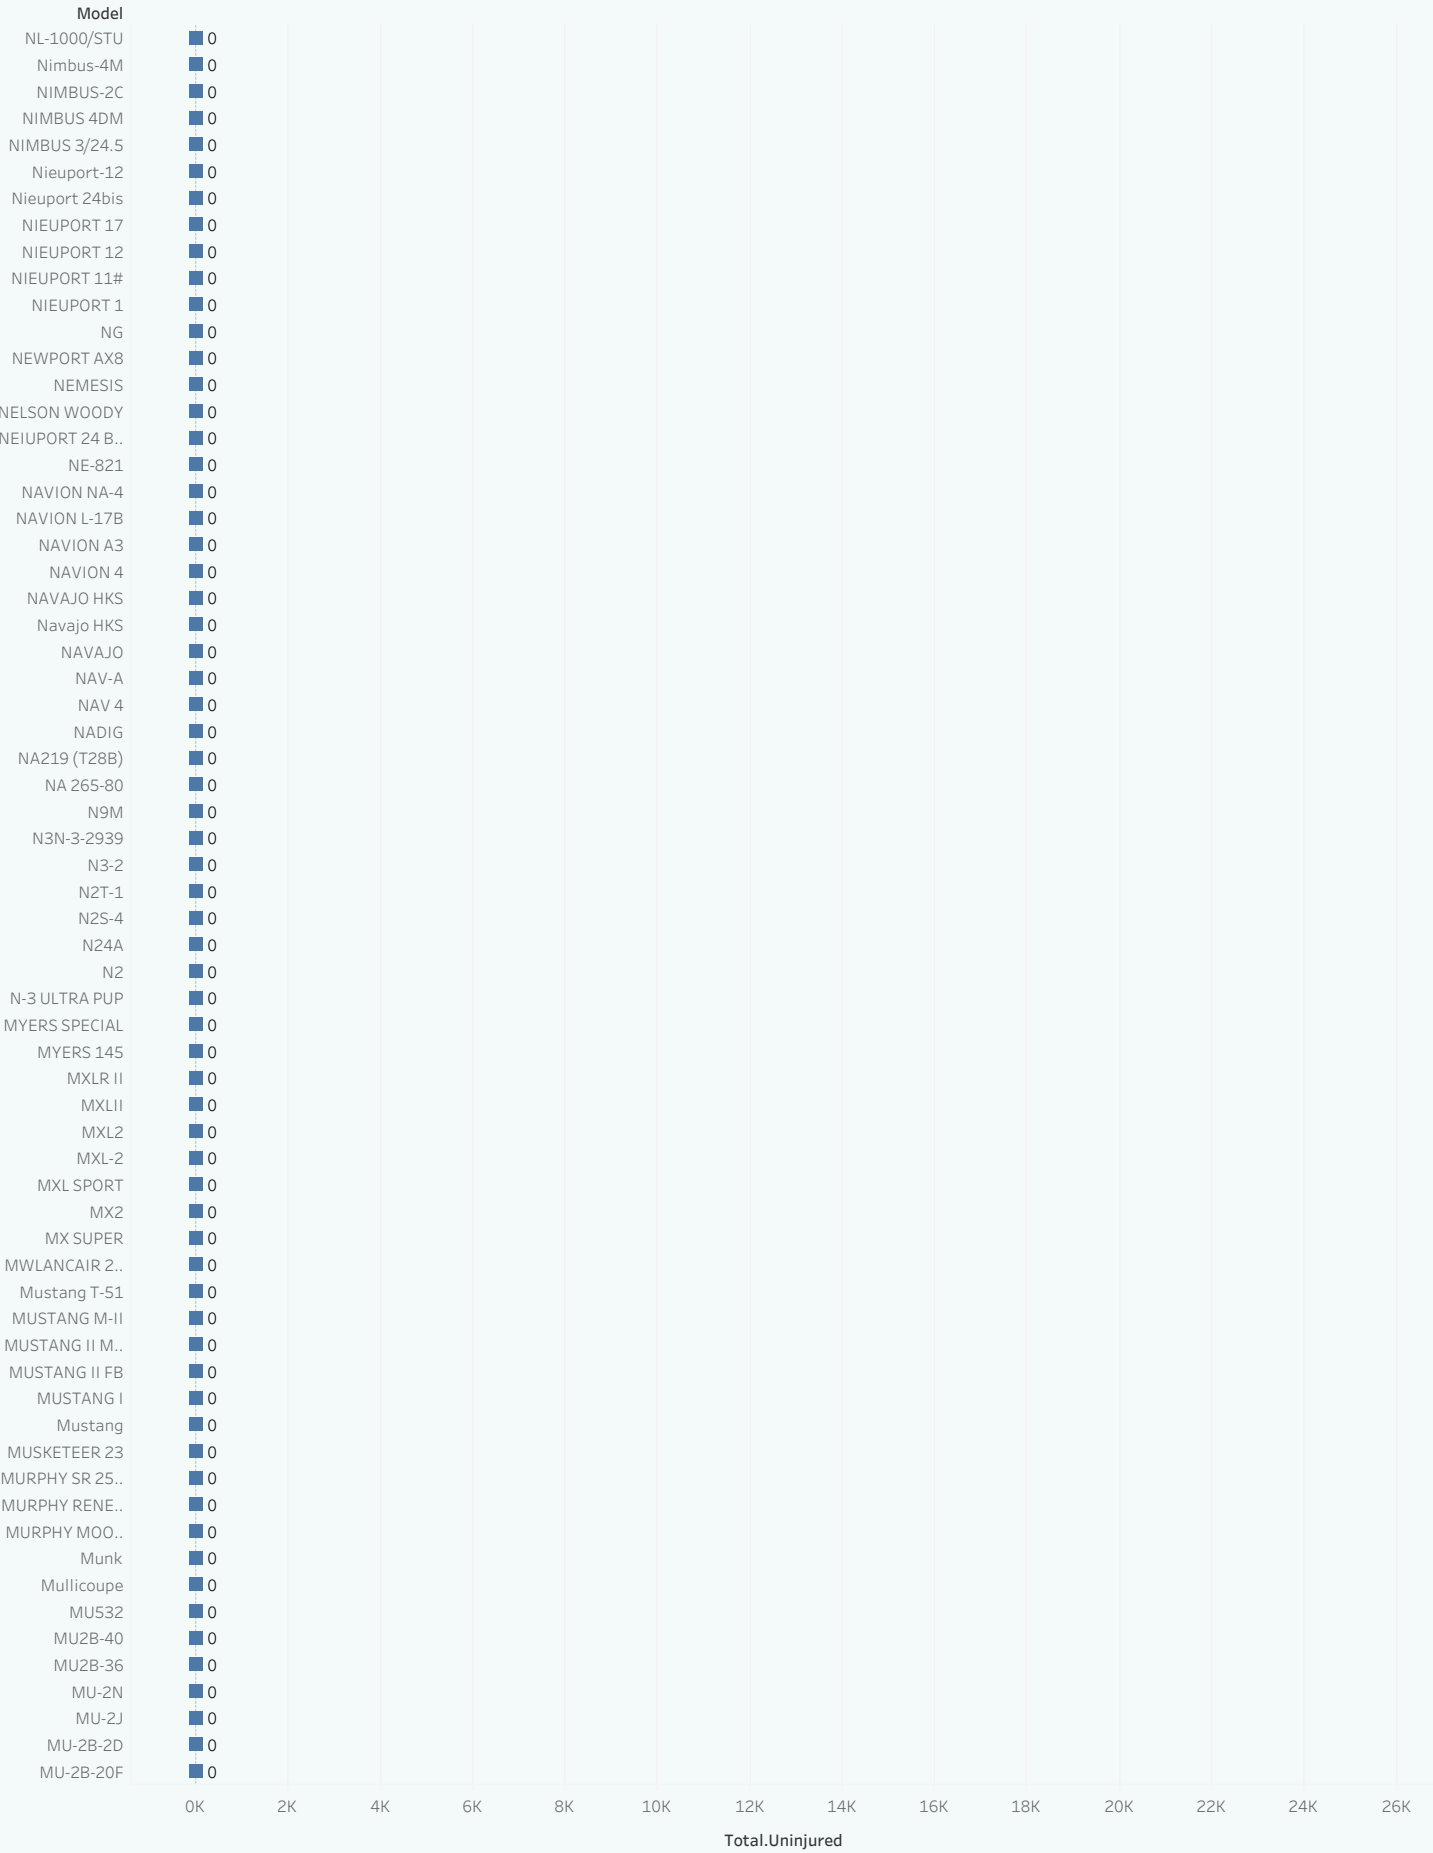 Model
NL-1000/STU 0
Nimbus-4M 0
NIMBUS-2C 0
NIMBUS 4DM 0
NIMBUS 3/24.5 0
Nieuport-12 0
Nieuport 24bis 0
NIEUPORT 17 0
NIEUPORT 12 0
NIEUPORT 11# 0
NIEUPORT 1 0
NG 0
NEWPORT AX8 0
NEMESIS 0
NELSON WOODY 0
NEIUPORT 24 B.. 0
NE-821 0
NAVION NA-4 0
NAVION L-17B 0
NAVION A3 0
NAVION 4 0
NAVAJO HKS 0
Navajo HKS 0
NAVAJO 0
NAV-A 0
NAV 4 0
NADIG 0
NA219 (T28B) 0
NA 265-80 0
N9M 0
N3N-3-2939 0
N3-2 0
N2T-1 0
N2S-4 0
N24A 0
N2 0
N-3 ULTRA PUP 0
MYERS SPECIAL 0
MYERS 145 0
MXLR II 0
MXLII 0
MXL2 0
MXL-2 0
MXL SPORT 0
MX2 0
MX SUPER 0
MWLANCAIR 2.. 0
Mustang T-51 0
MUSTANG M-II 0
MUSTANG II M.. 0
MUSTANG II FB 0
MUSTANG I 0
Mustang 0
MUSKETEER 23 0
MURPHY SR 25.. 0
MURPHY RENE.. 0
MURPHY MOO.. 0
Munk 0
Mullicoupe 0
MU532 0
MU2B-40 0
MU2B-36 0
MU-2N 0
MU-2J 0
MU-2B-2D 0
MU-2B-20F 0
0K 2K 4K 6K 8K 10K 12K 14K 16K 18K 20K 22K 24K 26K
Total.Uninjured